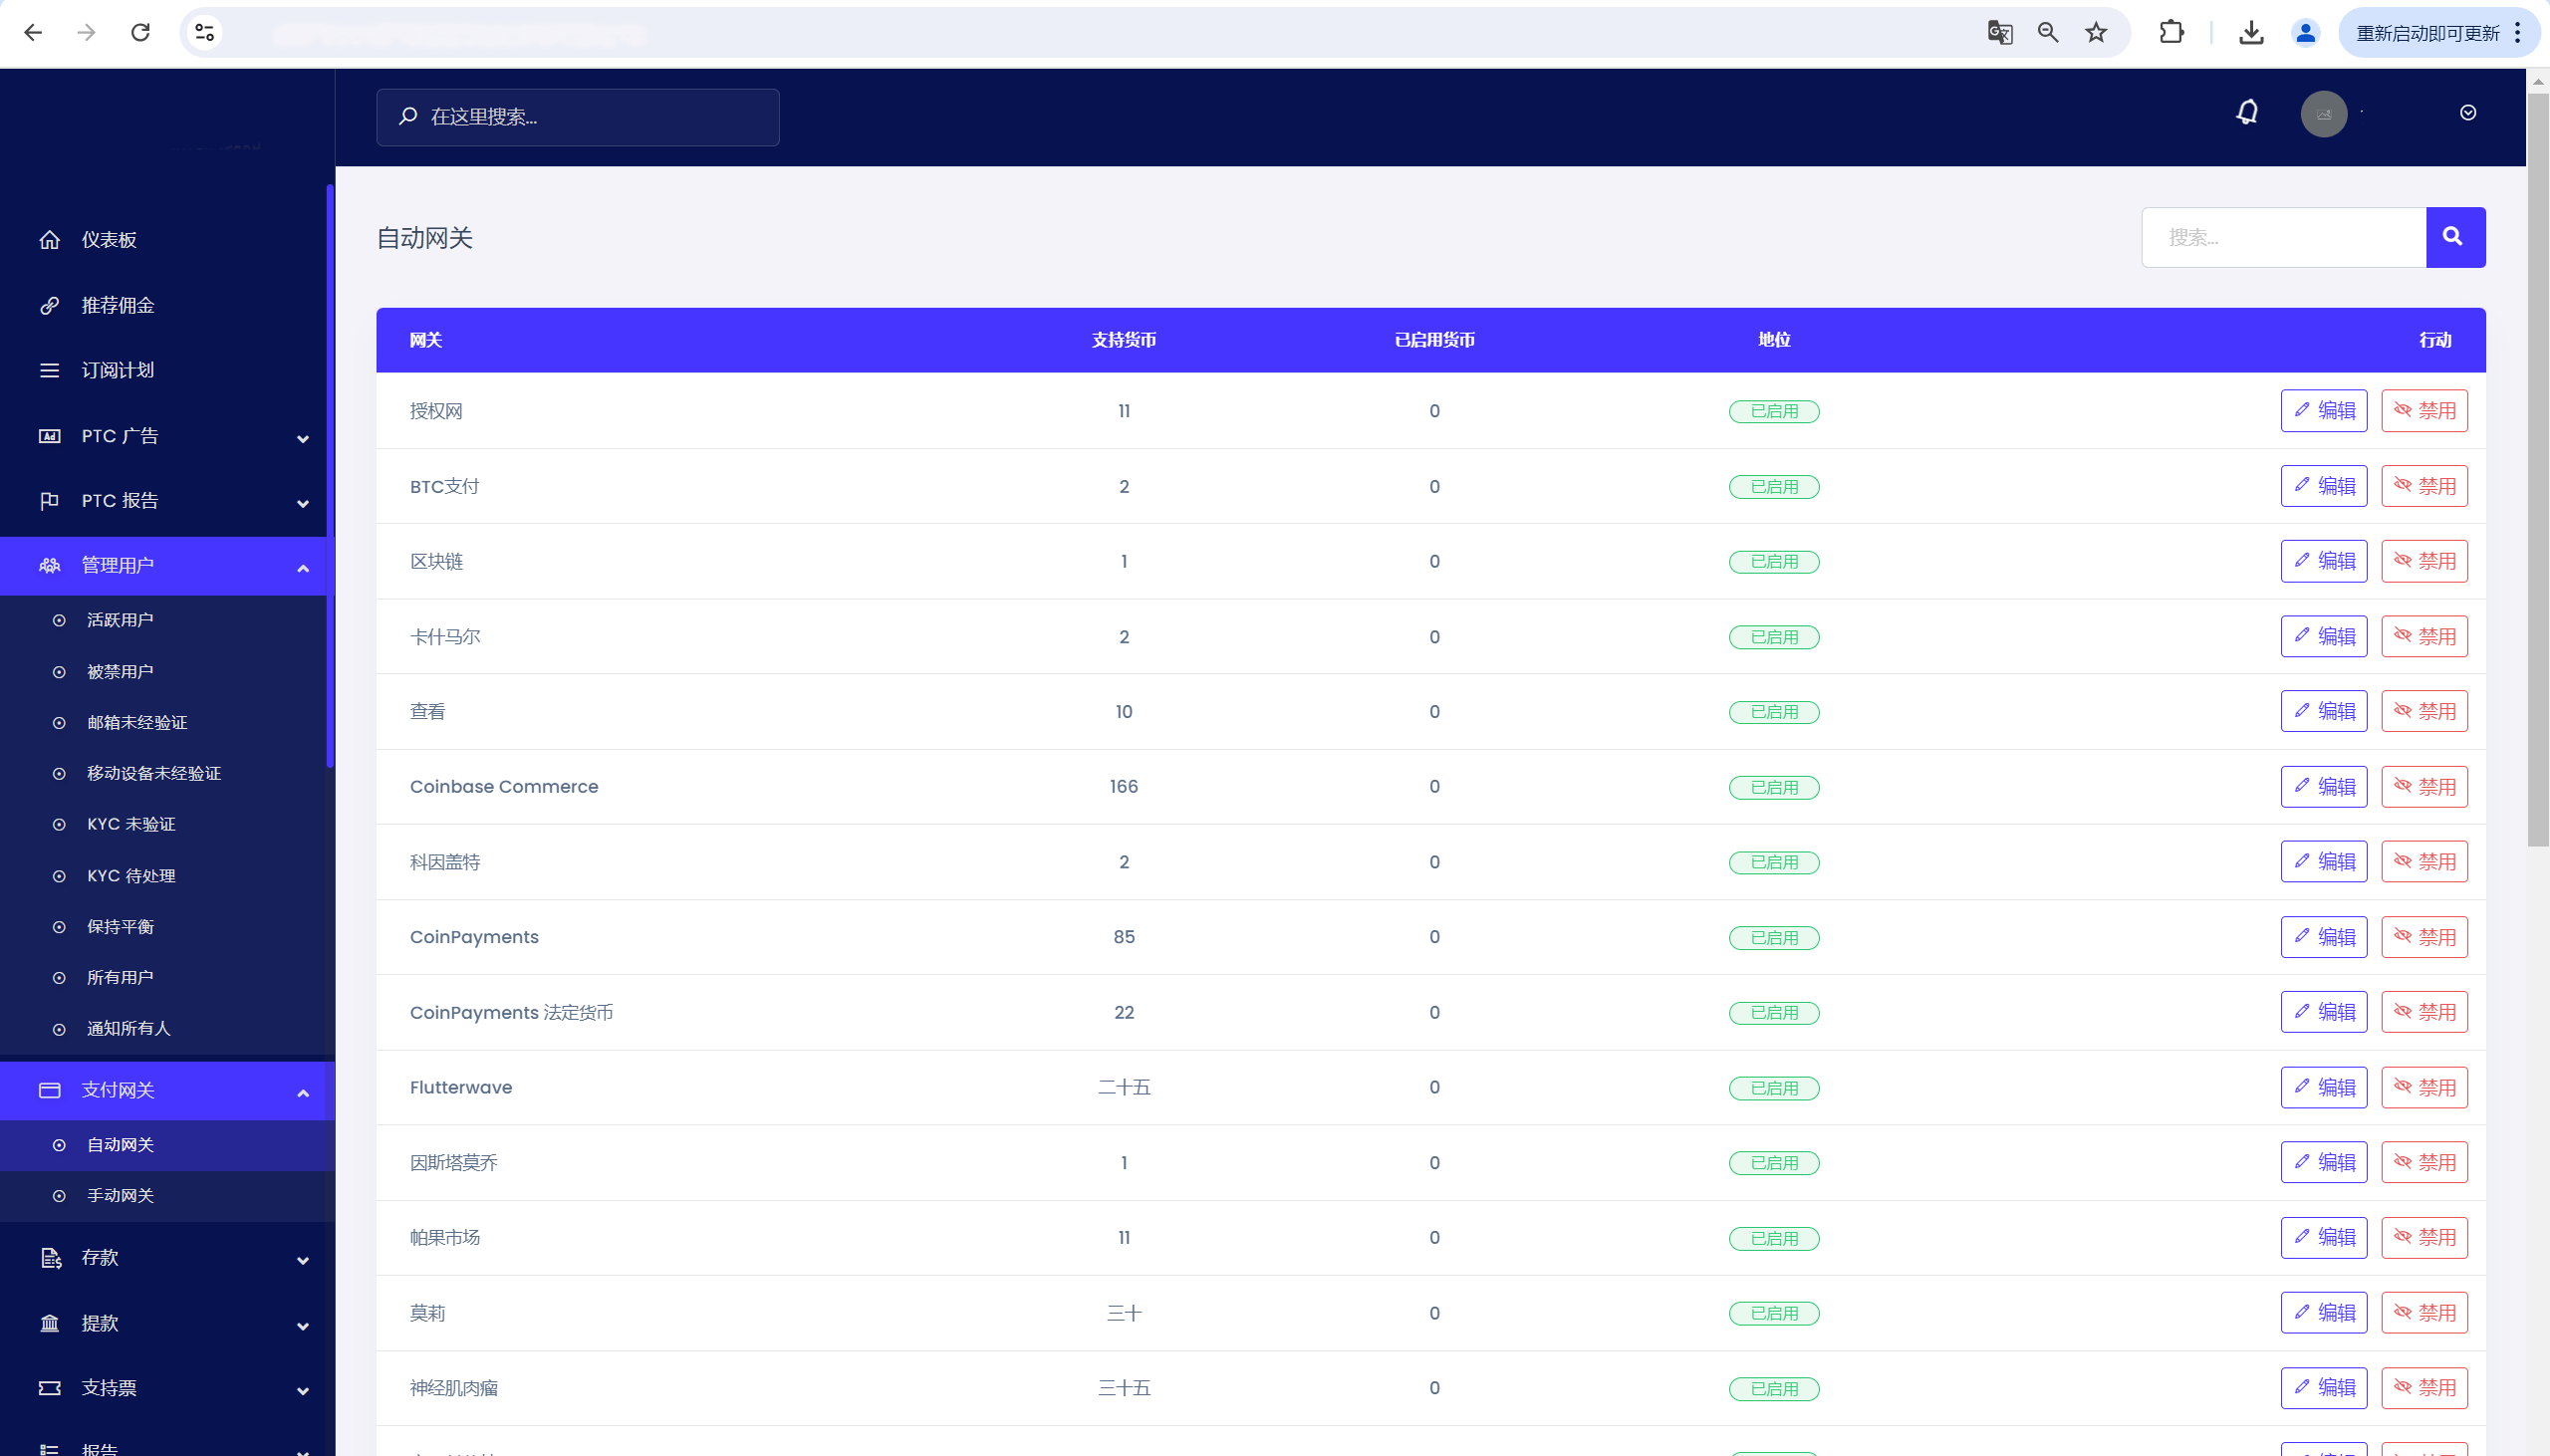 重新启动即可更新
在这里搜索...
仪表板
推荐佣金
订阅计划
PTC 广告
PTC 报告
管理用户
活跃用户
被禁用户
邮箱未经验证
移动设备未经验证
KYC 未验证
KYC 待处理
保持平衡
所有用户
通知所有人
支付网关
自动网关
手动网关
存款
提款
支持票
报告
自动网关
搜索...
网关 支持货币 已启用货币 地位 行动
授权网 11 0 已启用 编辑 禁用
BTC支付 2 0 已启用 编辑 禁用
区块链 1 0 已启用 编辑 禁用
卡什马尔 2 0 已启用 编辑 禁用
查看 10 0 已启用 编辑 禁用
Coinbase Commerce 166 0 已启用 编辑 禁用
科因盖特 2 0 已启用 编辑 禁用
CoinPayments 85 0 已启用 编辑 禁用
CoinPayments 法定货币 22 0 已启用 编辑 禁用
Flutterwave 二十五 0 已启用 编辑 禁用
因斯塔莫乔 1 0 已启用 编辑 禁用
帕果市场 11 0 已启用 编辑 禁用
莫莉 三十 0 已启用 编辑 禁用
神经肌肉瘤 三十五 0 已启用 编辑 禁用